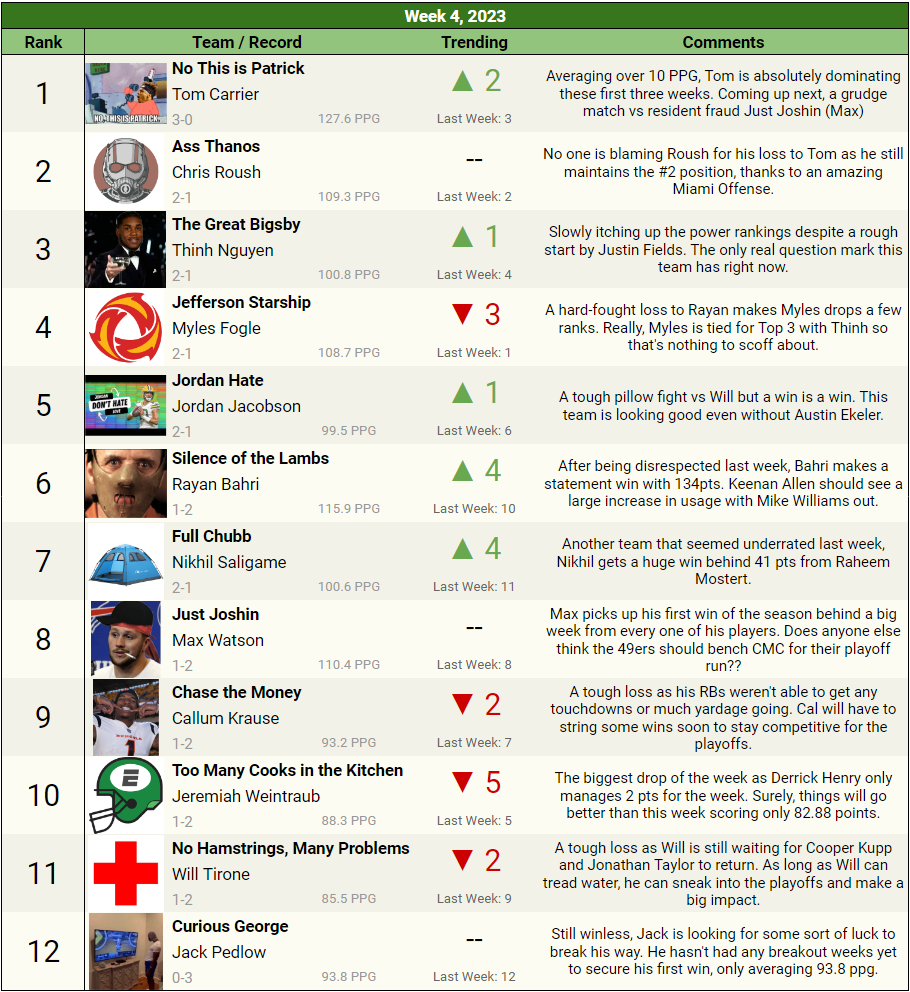 Week 4, 2023
Rank Team / Record Trending Comments
1
No This is Patrick
Tom Carrier
3-0 127.6 PPG
NO, THIS IS PATRICK.
▲ 2
Last Week: 3
Averaging over 10 PPG, Tom is absolutely dominating
these first three weeks. Coming up next, a grudge
match vs resident fraud Just Joshin (Max)
2
Ass Thanos
Chris Roush
2-1 109.3 PPG
--
Last Week: 2
No one is blaming Roush for his loss to Tom as he still
maintains the #2 position, thanks to an amazing
Miami Offense.
3
The Great Bigsby
Thinh Nguyen
2-1 100.8 PPG
▲ 1
Last Week: 4
Slowly itching up the power rankings despite a rough
start by Justin Fields. The only real question mark this
team has right now.
4
Jefferson Starship
Myles Fogle
2-1 108.7 PPG
▼ 3
Last Week: 1
A hard-fought loss to Rayan makes Myles drops a few
ranks. Really, Myles is tied for Top 3 with Thinh so
that's nothing to scoff about.
5
JORDAN
DON'T HATE
LOVE
Jordan Hate
Jordan Jacobson
2-1 99.5 PPG
▲ 1
Last Week: 6
A tough pillow fight vs Will but a win is a win. This
team is looking good even without Austin Ekeler.
6
Silence of the Lambs
Rayan Bahri
1-2 115.9 PPG
▲ 4
Last Week: 10
After being disrespected last week, Bahri makes a
statement win with 134pts. Keenan Allen should see a
large increase in usage with Mike Williams out.
7
Full Chubb
Nikhil Saligame
2-1 100.6 PPG
▲ 4
Last Week: 11
Another team that seemed underrated last week,
Nikhil gets a huge win behind 41 pts from Raheem
Mostert.
8
Just Joshin
Max Watson
1-2 110.4 PPG
--
Last Week: 8
Max picks up his first win of the season behind a big
week from every one of his players. Does anyone else
think the 49ers should bench CMC for their playoff
run??
9
BENGALS
1
Chase the Money
Callum Krause
1-2 93.2 PPG
▼ 2
Last Week: 7
A tough loss as his RBs weren't able to get any
touchdowns or much yardage going. Cal will have to
string some wins soon to stay competitive for the
playoffs.
10
E
Too Many Cooks in the Kitchen
Jeremiah Weintraub
1-2 88.3 PPG
▼ 5
Last Week: 5
The biggest drop of the week as Derrick Henry only
manages 2 pts for the week. Surely, things will go
better than this week scoring only 82.88 points.
11
No Hamstrings, Many Problems
Will Tirone
1-2 85.5 PPG
▼ 2
Last Week: 9
A tough loss as Will is still waiting for Cooper Kupp
and Jonathan Taylor to return. As long as Will can
tread water, he can sneak into the playoffs and make a
big impact.
12
Curious George
Jack Pedlow
0-3 93.8 PPG
--
Last Week: 12
Still winless, Jack is looking for some sort of luck to
break his way. He hasn't had any breakout weeks yet
to secure his first win, only averaging 93.8 ppg.